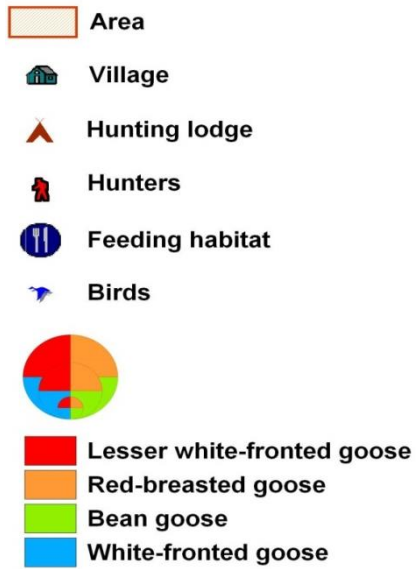 Area
Village
Hunting lodge
Hunters
Feeding habitat
Birds
Lesser white-fronted goose
Red-breasted goose
Bean goose
White-fronted goose